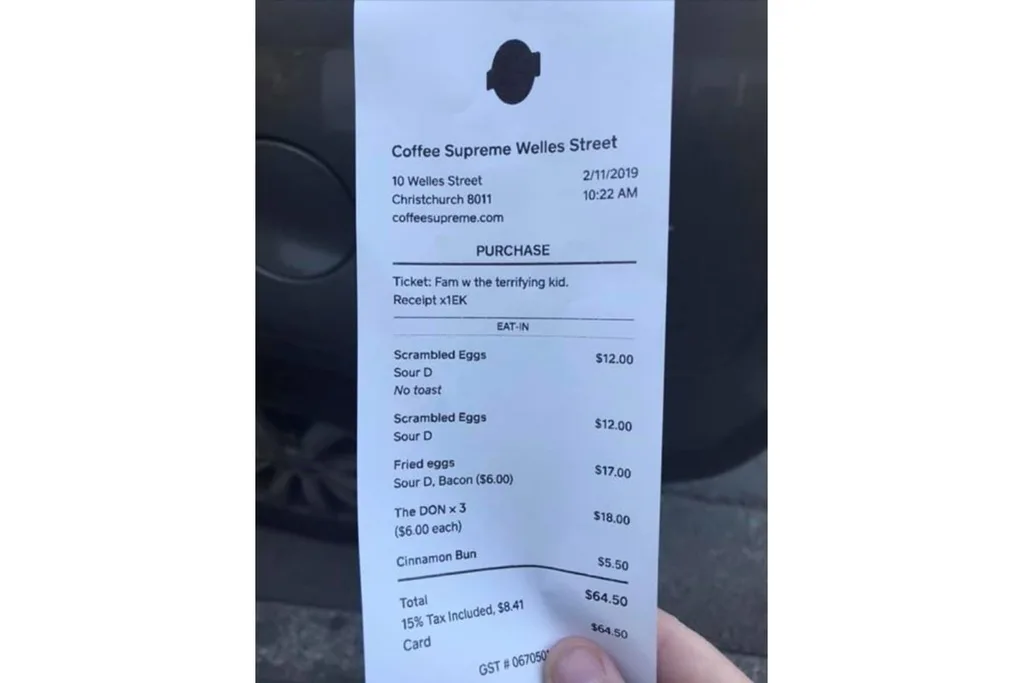 Coffee Supreme Welles Street
10 Welles Street 2/11/2019
Christchurch 8011 10:22 AM
coffeesupreme.com
PURCHASE
Ticket: Fam w the terrifying kid.
Receipt x1EK
EAT-IN
Scrambled Eggs $12.00
Sour D
No toast
Scrambled Eggs $12.00
Sour D
Fried eggs $17.00
Sour D, Bacon ($6.00)
The DON x 3 $18.00
($6.00 each)
Cinnamon Bun $5.50
Total $64.50
15% Tax Included, $8.41
Card $64.50
GST #